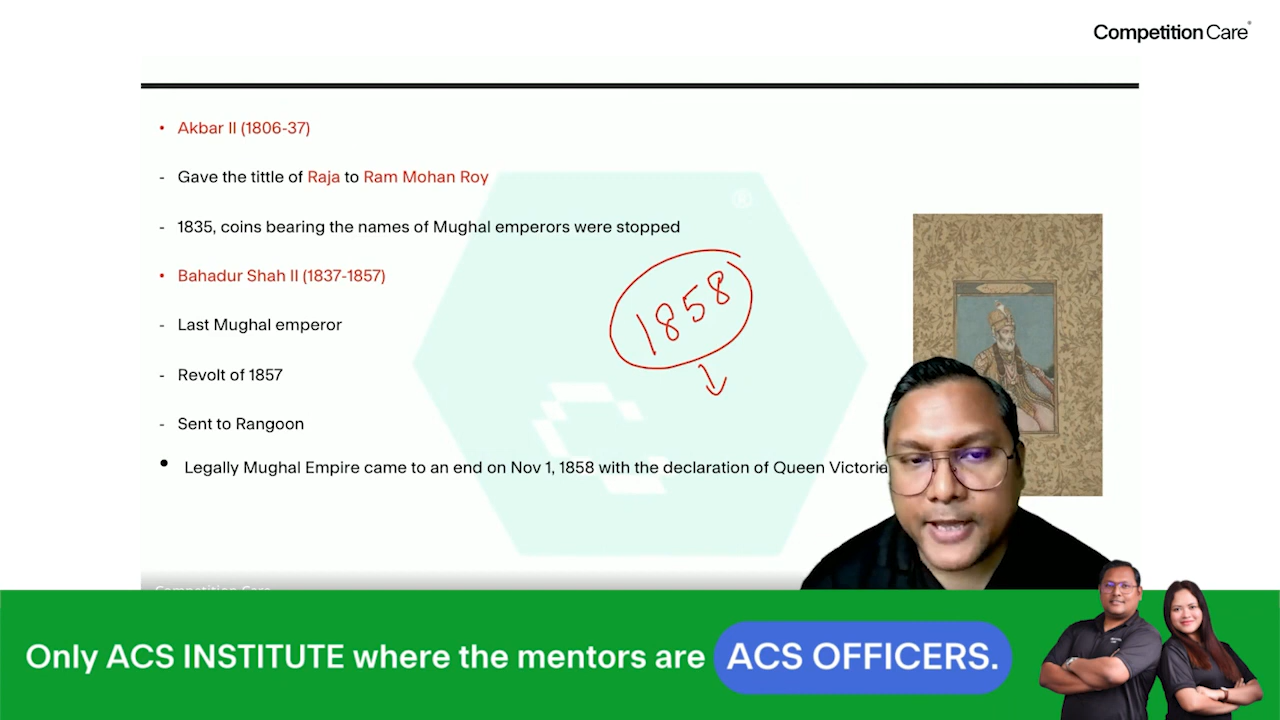 Competition Care
• Akbar II (1806-37)
- Gave the tittle of Raja to Ram Mohan Roy
- 1835, coins bearing the names of Mughal emperors were stopped
• Bahadur Shah II (1837-1857)
1858
- Last Mughal emperor
- Revolt of 1857
- Sent to Rangoon
• Legally Mughal Empire came to an end on Nov 1, 1858 with the declaration of Queen Victoria
Competition Care
Only ACS INSTITUTE where the mentors are ACS OFFICERS.